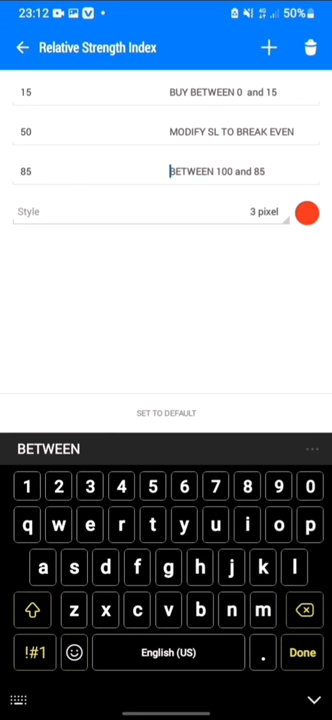 23:12 50%
Relative Strength Index
15 BUY BETWEEN 0 and 15
50 MODIFY SL TO BREAK EVEN
85 BETWEEN 100 and 85
Style 3 pixel
SET TO DEFAULT
BETWEEN
1 2 3 4 5 6 7 8 9 0
q w e r t y u i o p
a s d f g h j k l
z x c v b n m
!#1 English (US) . Done